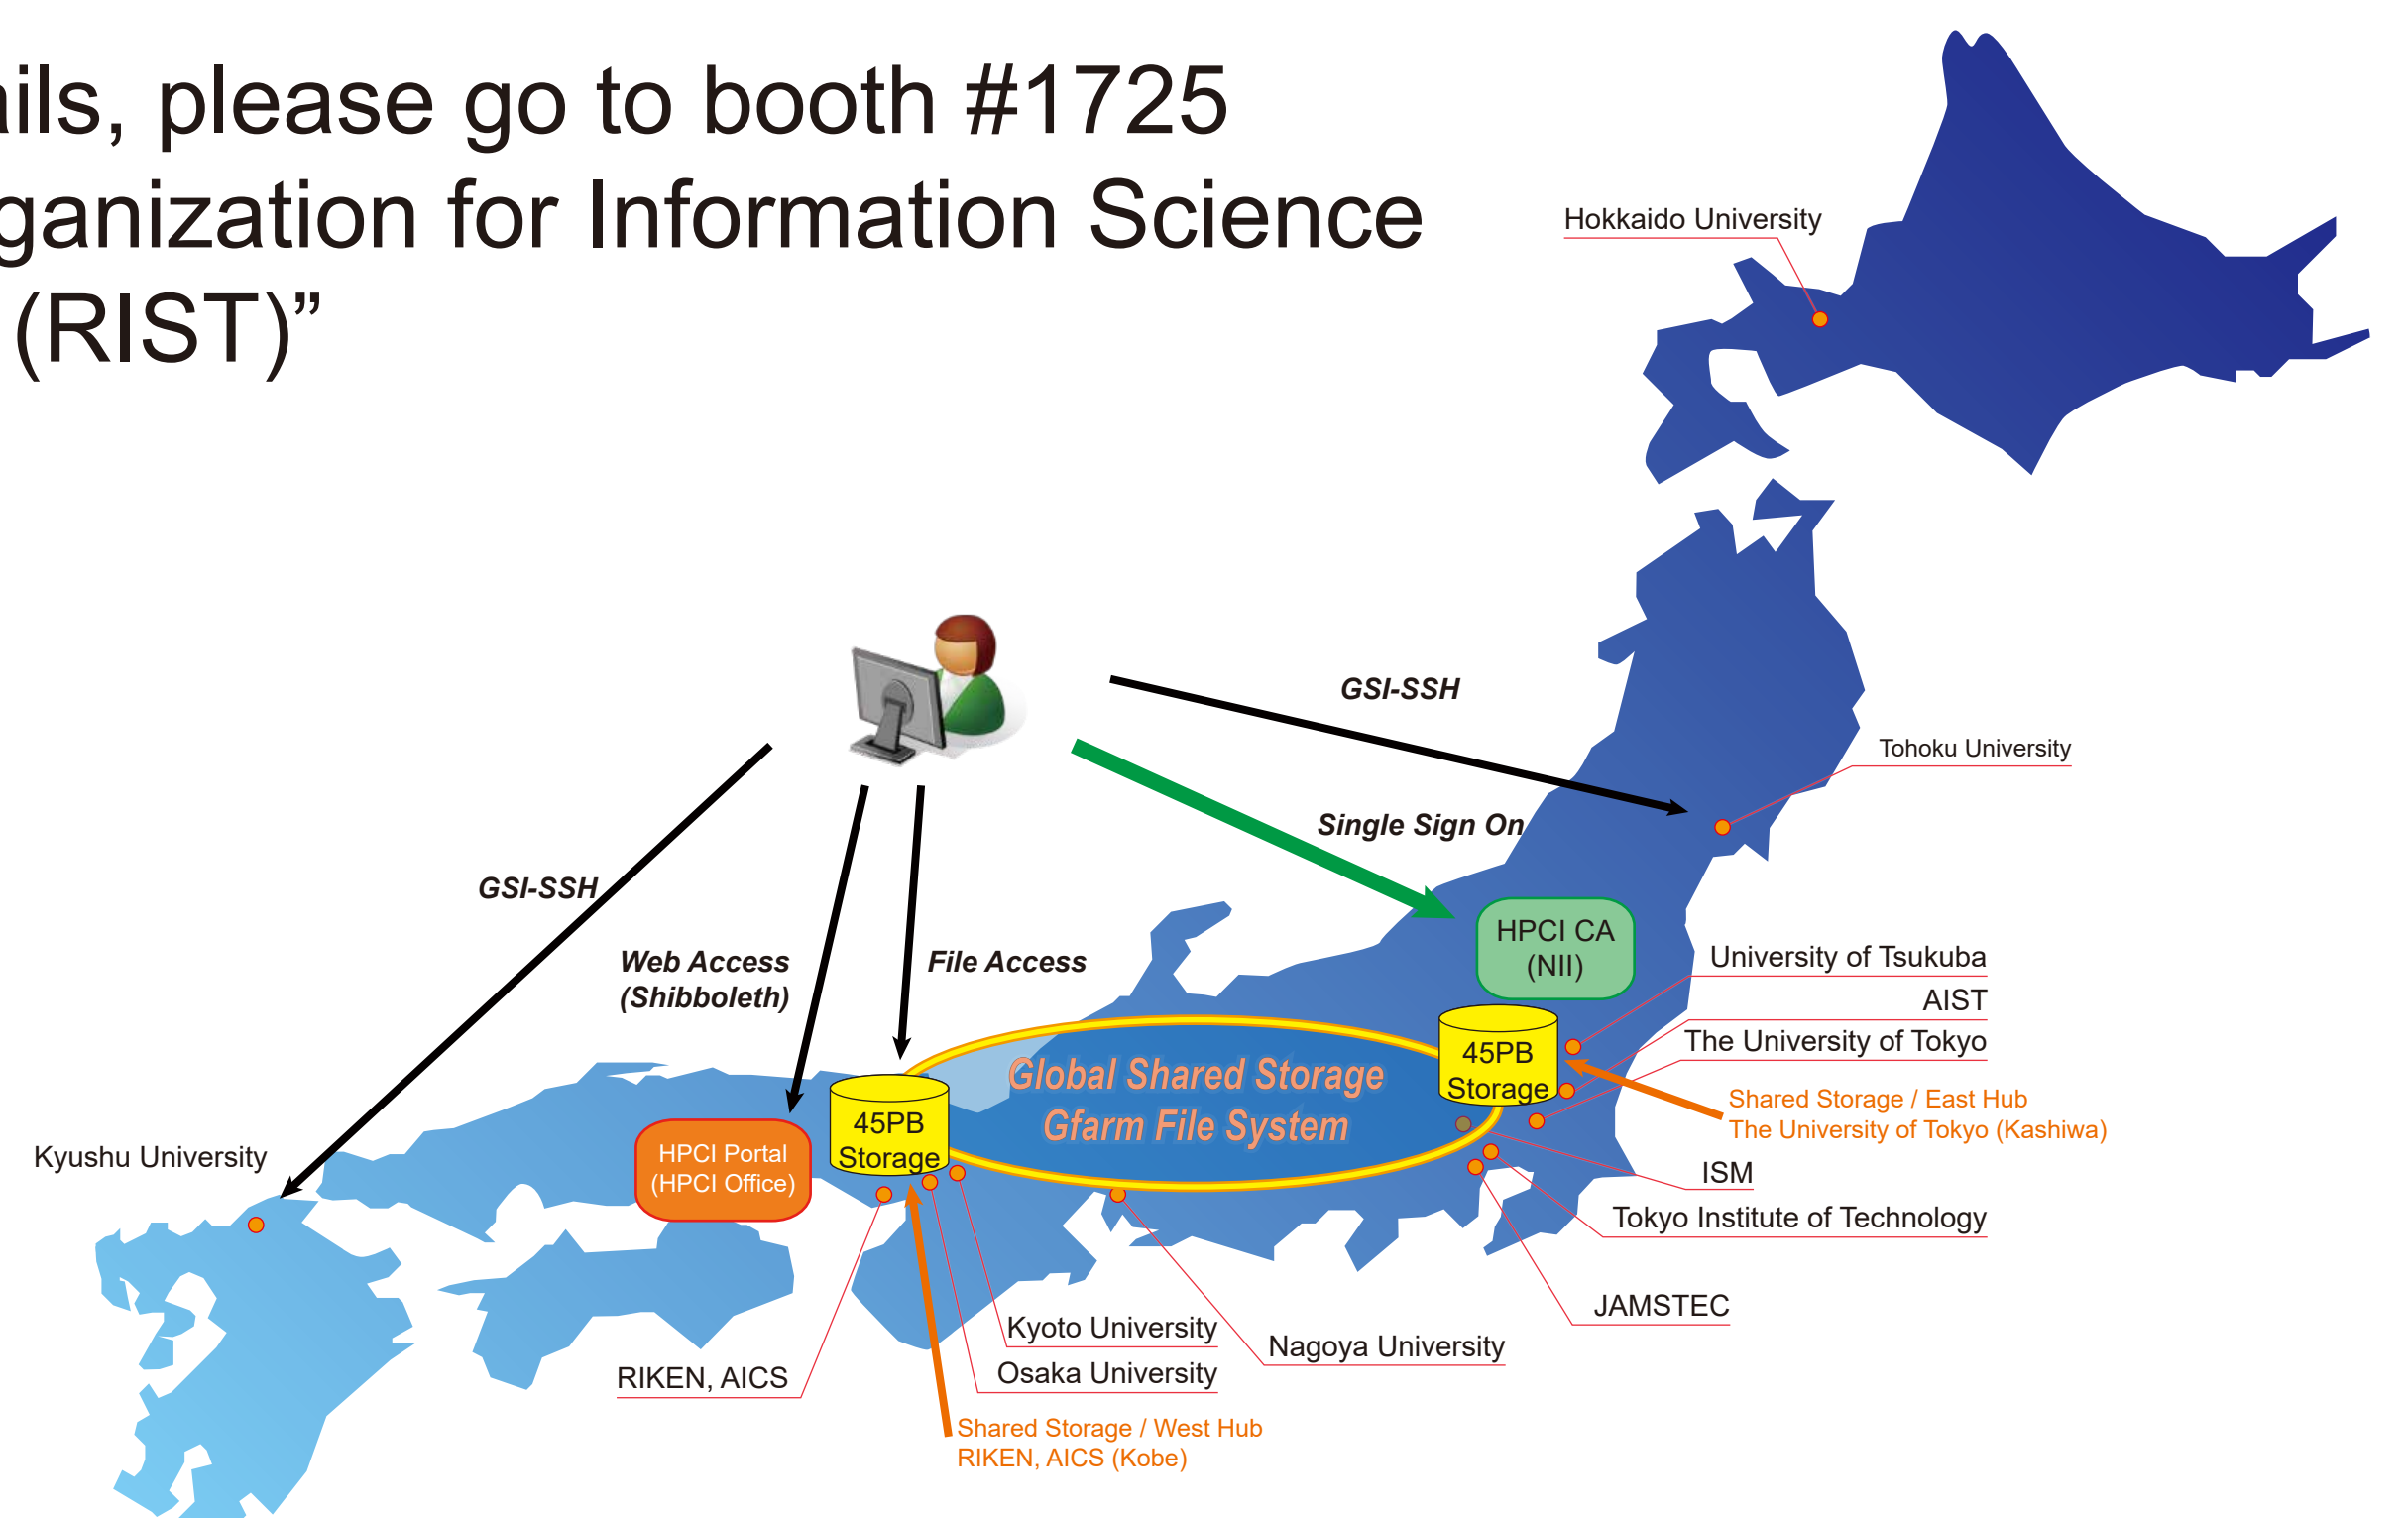 ails, please go to booth #1725
ganization for Information Science
(RIST)”
Hokkaido University
GSI-SSH
Tohoku University
Single Sign On
GSI-SSH
HPCI CA
(NII)
Web Access
(Shibboleth)
File Access
University of Tsukuba
AIST
The University of Tokyo
45PB
Storage
Global Shared Storage
Gfarm File System
Shared Storage / East Hub
The University of Tokyo (Kashiwa)
45PB
Storage
HPCI Portal
(HPCI Office)
Kyushu University
ISM
Tokyo Institute of Technology
JAMSTEC
Kyoto University
Nagoya University
Osaka University
RIKEN, AICS
Shared Storage / West Hub
RIKEN, AICS (Kobe)